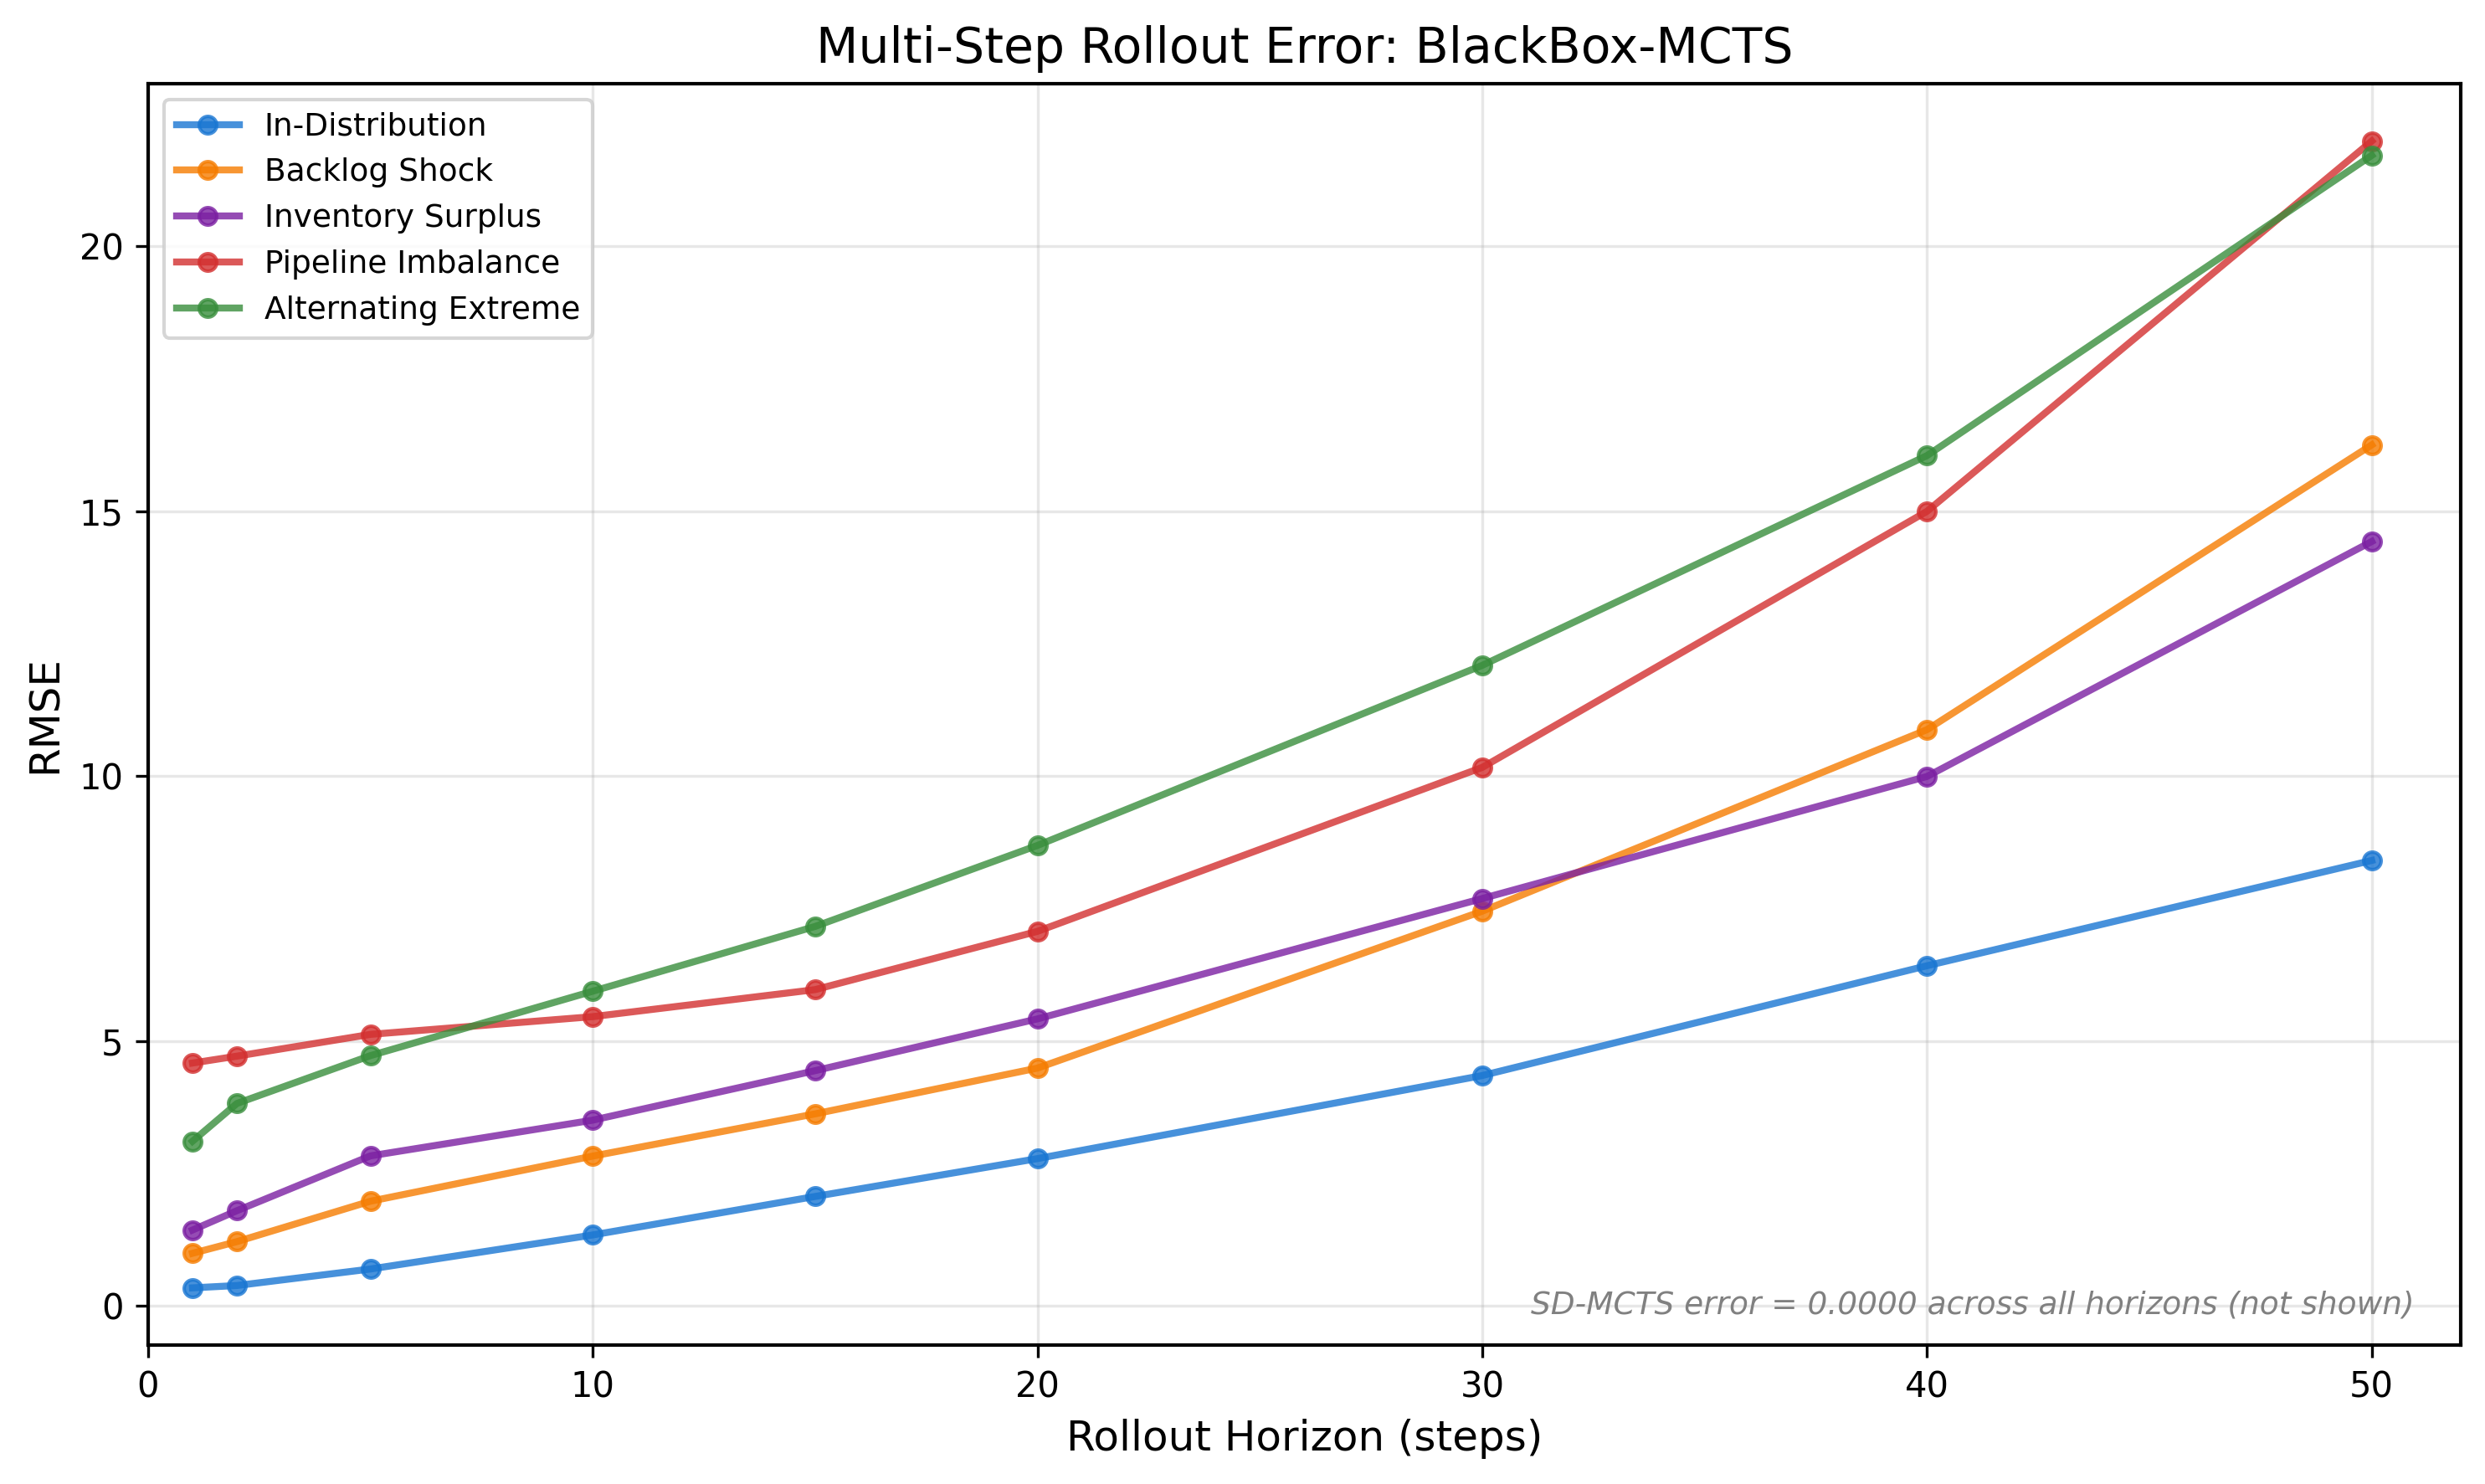 Multi-Step Rollout Error: BlackBox-MCTS
In-Distribution
Backlog Shock
Inventory Surplus
Pipeline Imbalance
Alternating Extreme
RMSE
20
15
10
5
0
SD-MCTS error = 0.0000 across all horizons (not shown)
0 10 20 30 40 50
Rollout Horizon (steps)